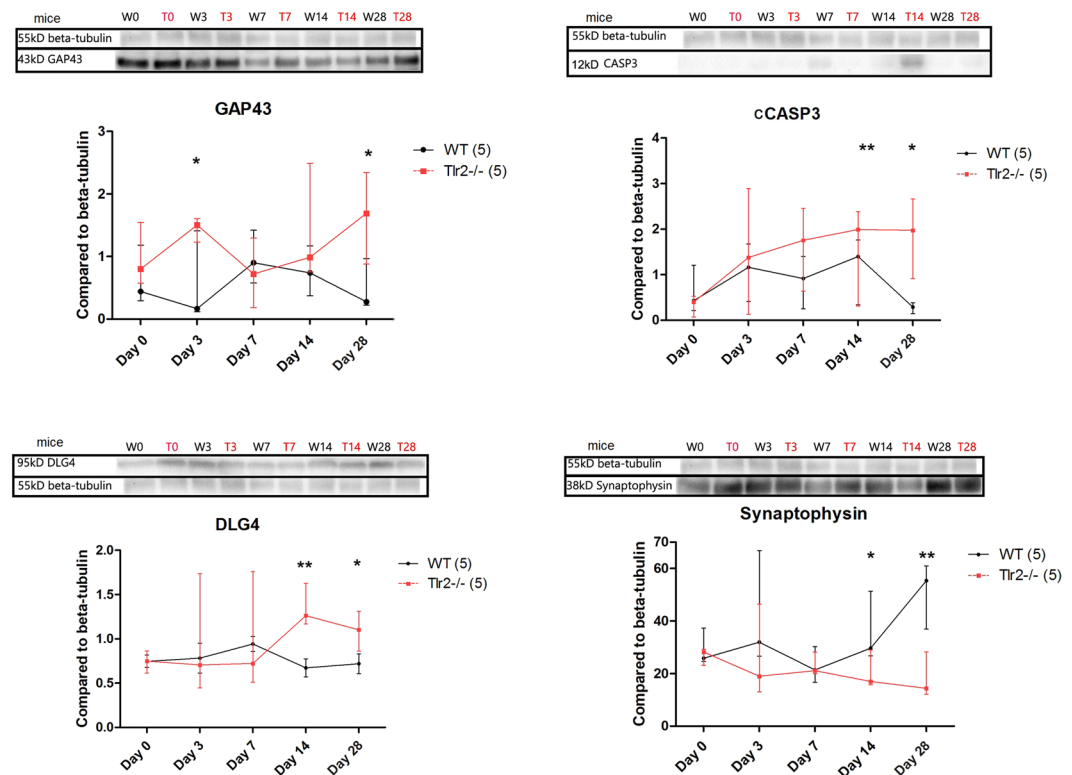 mice W0 T0 W3 T3 W7 T7 W14 T14 W28 T28
55kD beta-tubulin
43kD GAP43
GAP43
Compared to beta-tubulin
3
2
1
0
* *
WT (5)
Tlr2-/- (5)
Day 0 Day 3 Day 7 Day 14 Day 28
mice W0 T0 W3 T3 W7 T7 W14 T14 W28 T28
55kD beta-tubulin
12kD CASP3
cCASP3
Compared to beta-tubulin
4
3
2
1
0
** *
WT (5)
Tlr2-/- (5)
Day 0 Day 3 Day 7 Day 14 Day 28
mice W0 T0 W3 T3 W7 T7 W14 T14 W28 T28
95kD DLG4
55kD beta-tubulin
DLG4
Compared to beta-tubulin
2.0
1.5
1.0
0.5
0.0
** *
WT (5)
Tlr2-/- (5)
Day 0 Day 3 Day 7 Day 14 Day 28
mice W0 T0 W3 T3 W7 T7 W14 T14 W28 T28
55kD beta-tubulin
38kD Synaptophysin
Synaptophysin
Compared to beta-tubulin
70
60
40
20
0
* **
WT (5)
Tlr2-/- (5)
Day 0 Day 3 Day 7 Day 14 Day 28